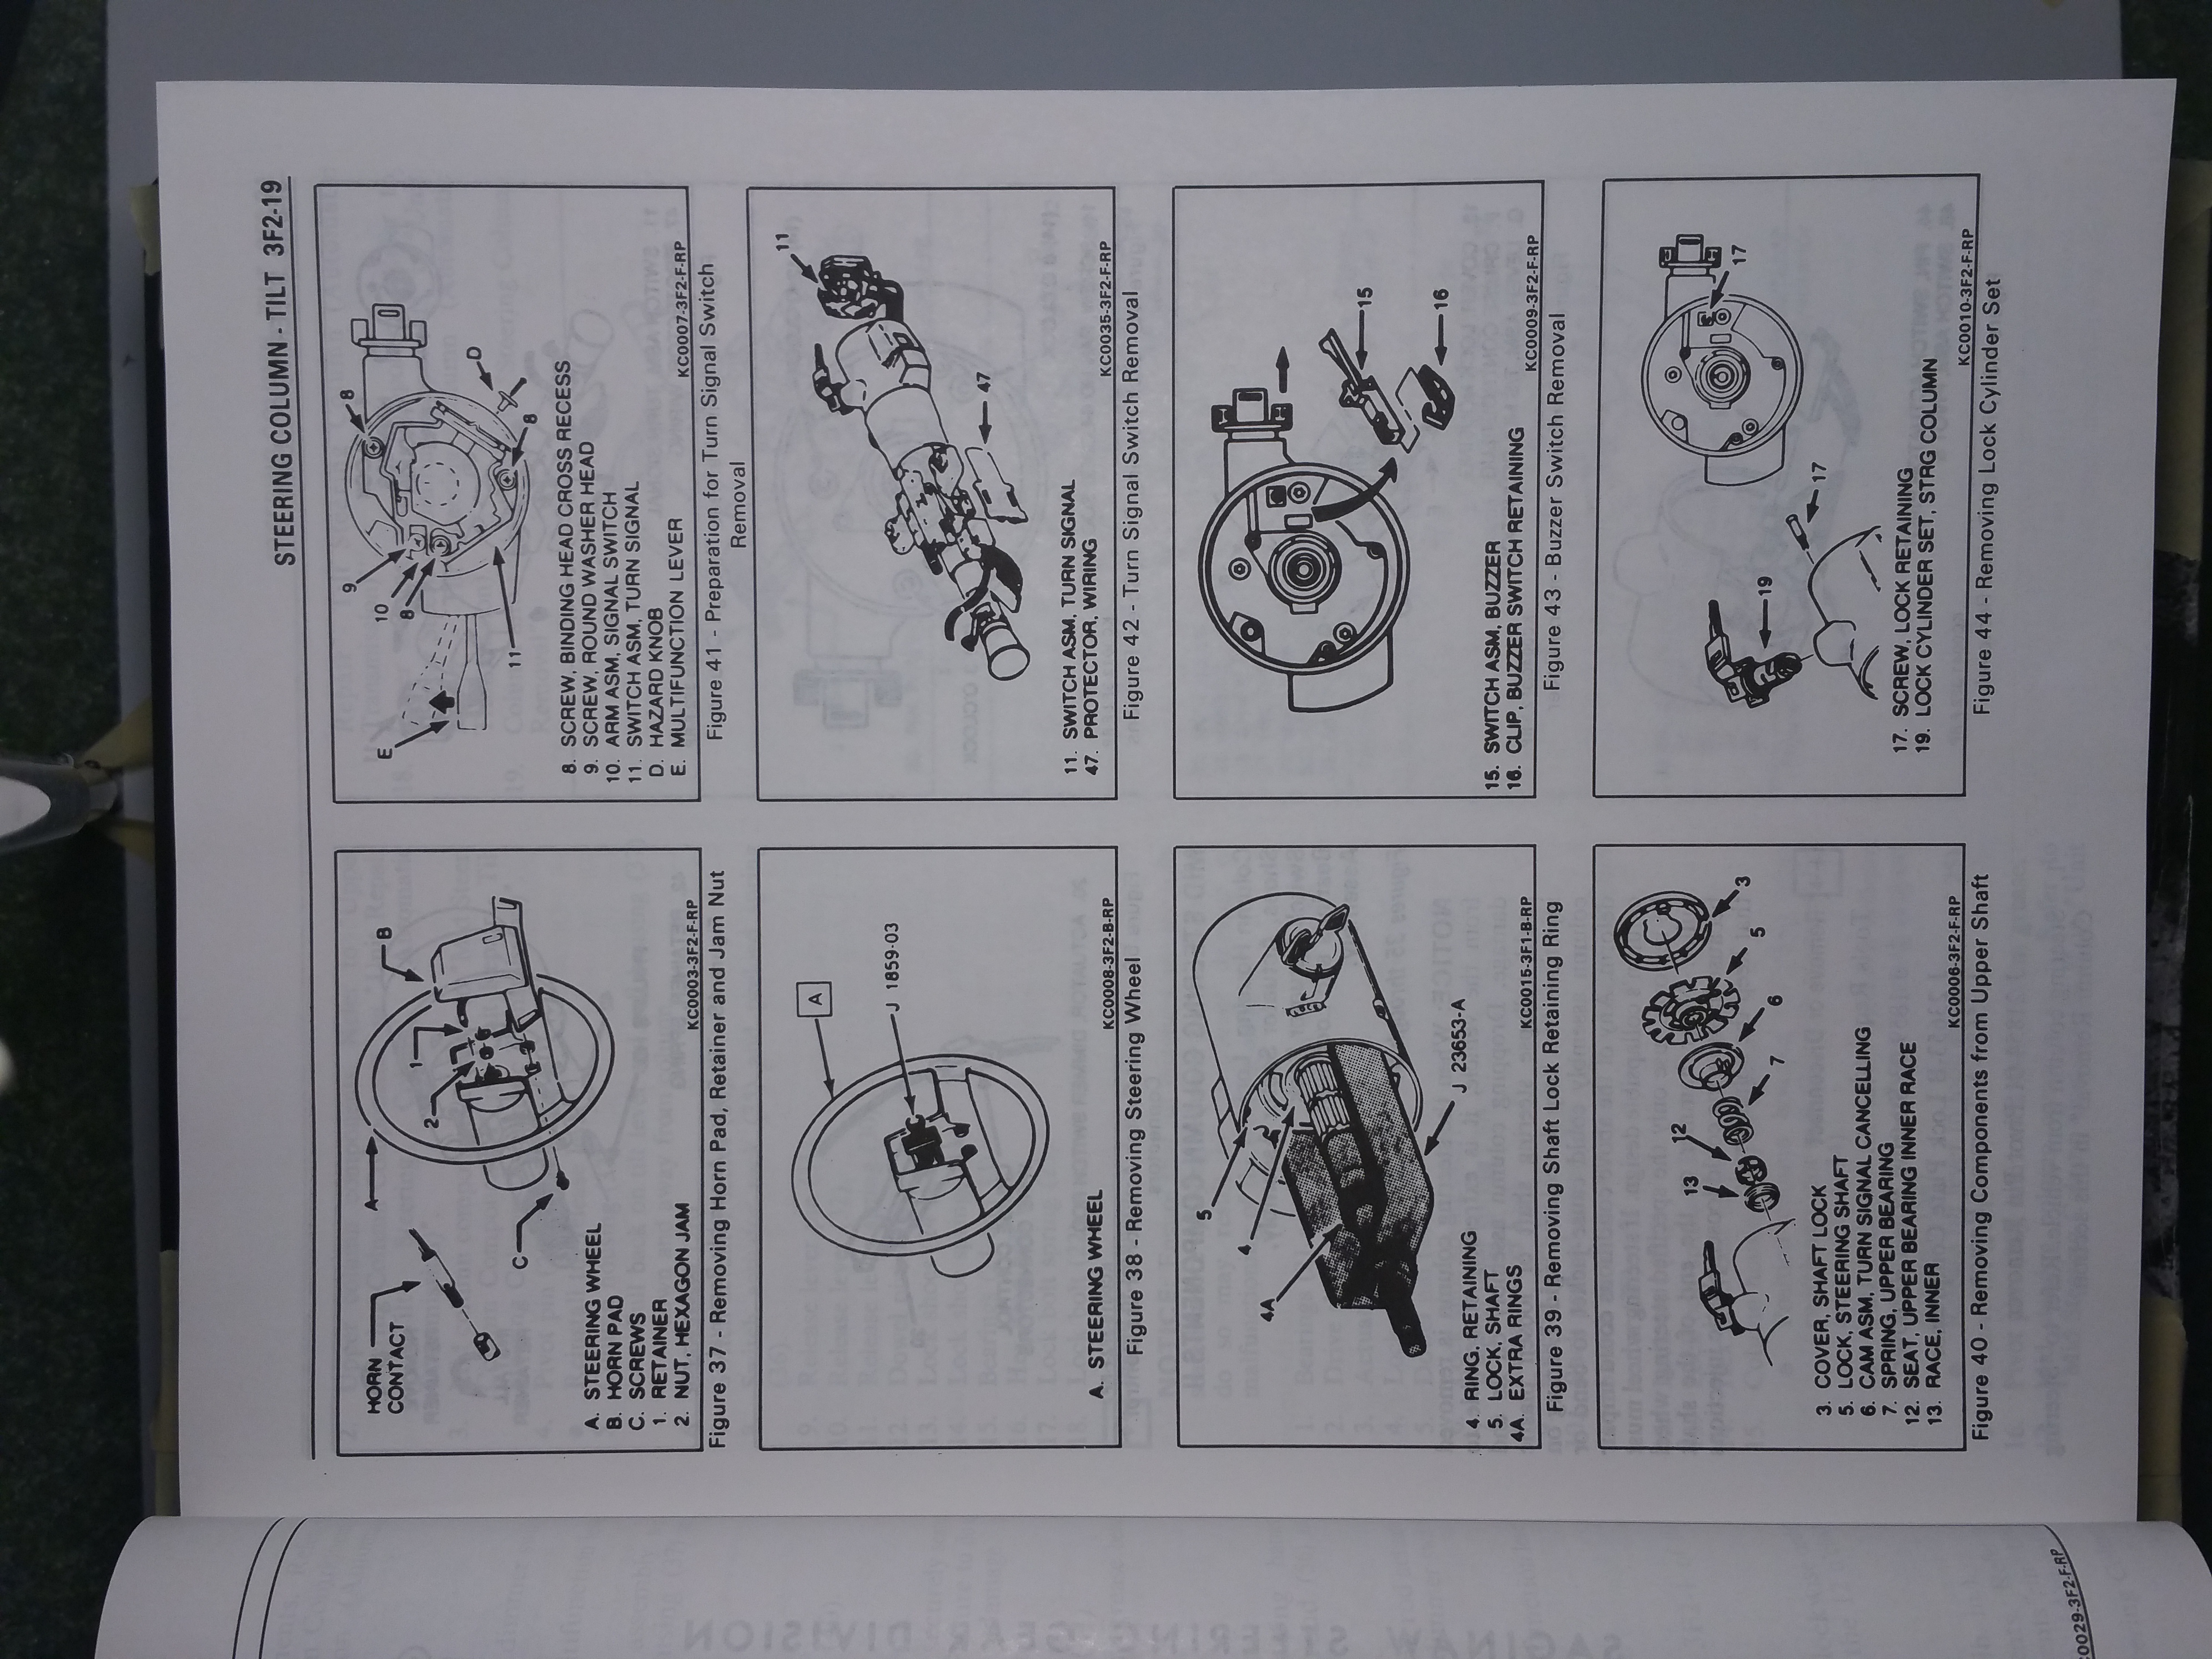 STEERING COLUMN - TILT 3F2-19
HORN
CONTACT
A
B
1
2
C
A. STEERING WHEEL
B. HORN PAD
C. SCREWS
1. RETAINER
2. NUT, HEXAGON JAM
KC0003-3F2-F-RP
Figure 37 - Removing Horn Pad, Retainer and Jam Nut
A
J 1859-03
A. STEERING WHEEL
KC0008-3F2-B-RP
Figure 38 - Removing Steering Wheel
5
4
4A
J 23653-A
4. RING, RETAINING
5. LOCK, SHAFT
4A. EXTRA RINGS
KC0015-3F1-B-RP
Figure 39 - Removing Shaft Lock Retaining Ring
13
12
7
6
5
3
3. COVER, SHAFT LOCK
5. LOCK, STEERING SHAFT
6. CAM ASM, TURN SIGNAL CANCELLING
7. SPRING, UPPER BEARING
12. SEAT, UPPER BEARIING INNER RACE
13. RACE, INNER
KC0006-3F2-F-RP
Figure 40 - Removing Components from Upper Shaft
E
9
10
8
8
D
8
11
8. SCREW, BINDING HEAD CROSS RECESS
9. SCREW, ROUND WASHER HEAD
10. ARM ASM, SIGNAL SWITCH
11. SWITCH ASM, TURN SIGNAL
D. HAZARD KNOB
E. MULTIFUNCTION LEVER
KC0007-3F2-F-RP
Figure 41 - Preparation for Turn Signal Switch
Removal
11
47
11. SWITCH ASM, TURN SIGNAL
47. PROTECTOR, WIRING
KC0035-3F2-F-RP
Figure 42 - Turn Signal Switch Removal
15
16
15. SWITCH ASM, BUZZER
16. CLIP, BUZZER SWITCH RETAINING
KC0009-3F2-F-RP
Figure 43 - Buzzer Switch Removal
17
17
19
17. SCREW, LOCK RETAINING
19. LOCK CYLINDER SET, STRG COLUMN
KC0010-3F2-F-RP
Figure 44 - Removing Lock Cylinder Set
C0029-3F2-F-RP